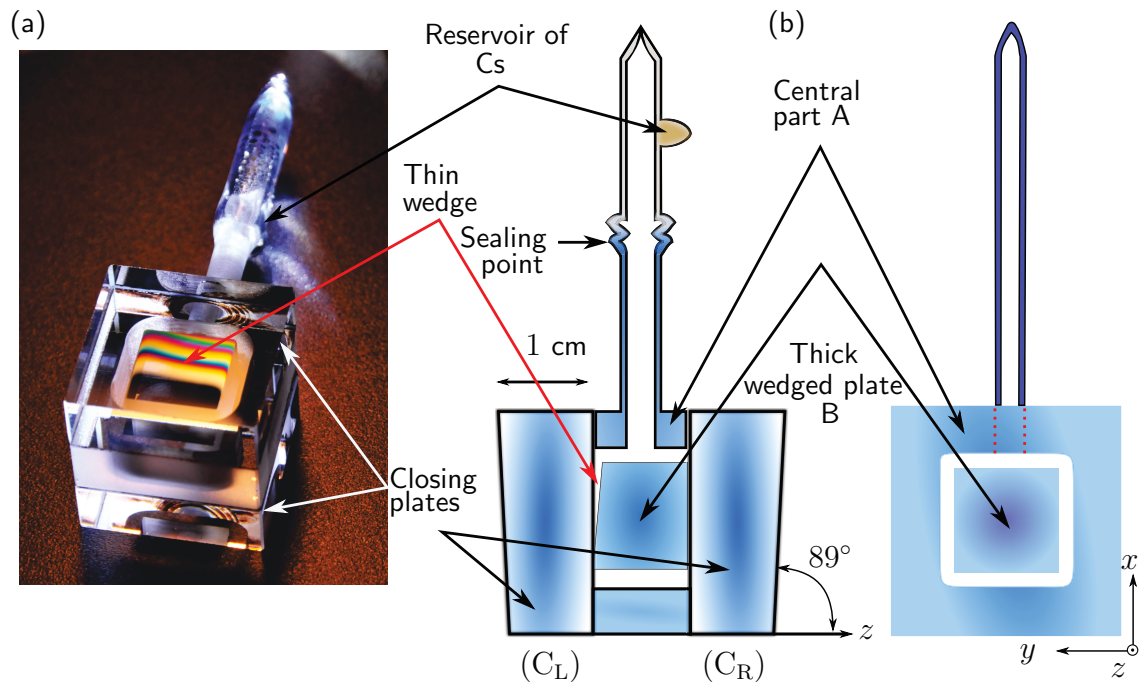 (a)
Reservoir of
Cs
(b)
Central
part A
Thin
wedge
Sealing
point
1 cm
Thick
wedged plate
B
Closing
plates
89°
z
(C_L)
(C_R)
x
y
z